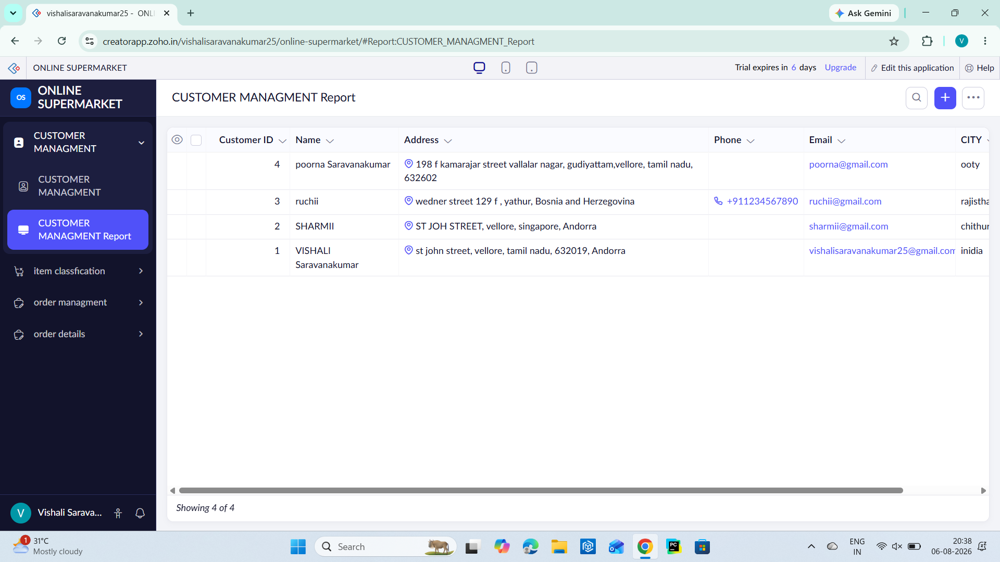 vishalisaravanakumar25 - ONLI
Ask Gemini
creatorapp.zoho.in/vishalisaravanakumar25/online-supermarket/#Report:CUSTOMER_MANAGMENT_Report
V
ONLINE SUPERMARKET
Trial expires in 6 days Upgrade
Edit this application
Help
OS
ONLINE
SUPERMARKET
CUSTOMER
MANAGMENT
CUSTOMER
MANAGMENT
CUSTOMER
MANAGMENT Report
item classfication
order managment
order details
V
Vishali Sarava...
CUSTOMER MANAGMENT Report
Customer ID Name Address Phone Email CITY
4 poorna Saravanakumar 198 f kamarajar street vallalar nagar, gudiyattam,vellore, tamil nadu, poorna@gmail.com ooty
632602
3 ruchii wedner street 129 f , yathur, Bosnia and Herzegovina +911234567890 ruchii@gmail.com rajistha
2 SHARMII ST JOH STREET, vellore, singapore, Andorra sharmii@gmail.com chithur
1 VISHALI st john street, vellore, tamil nadu, 632019, Andorra vishalisaravanakumar25@gmail.com inidia
Saravanakumar
Showing 4 of 4
1
31°C
Mostly cloudy
Search
PC
ENG
IN
20:38
06-08-2026